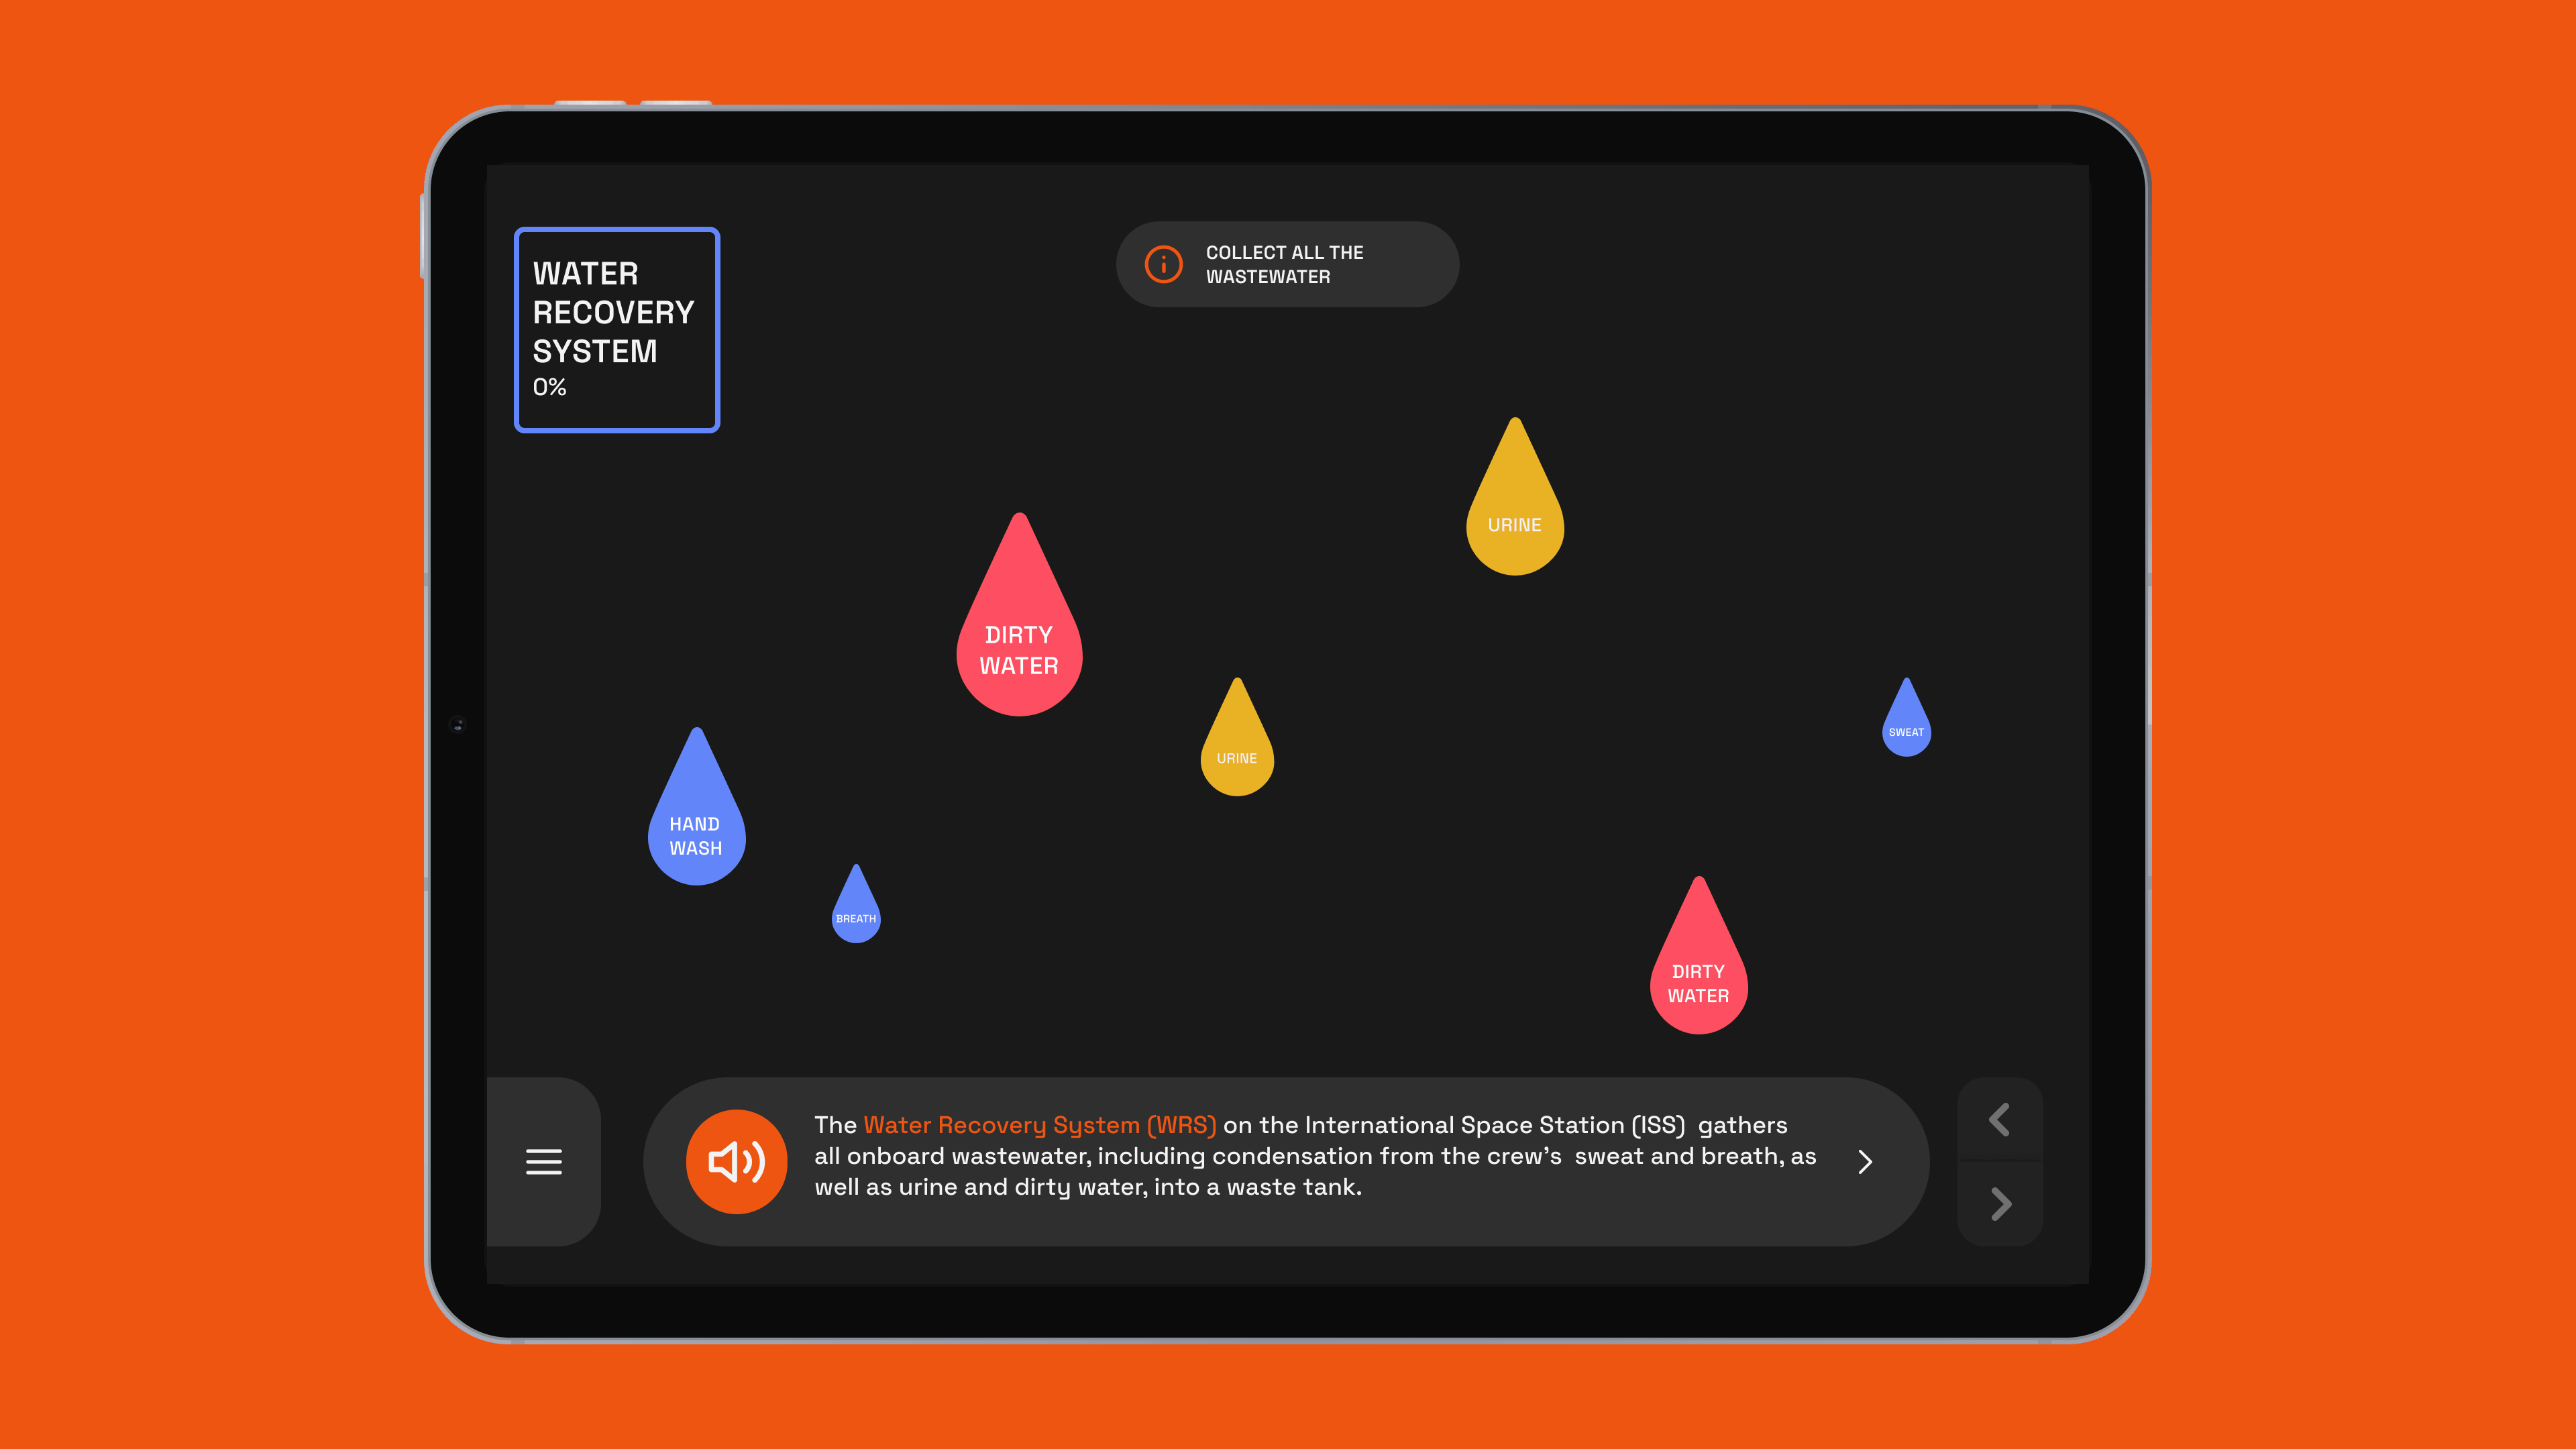 WATER
RECOVERY
SYSTEM
0%
COLLECT ALL THE
WASTEWATER
URINE
DIRTY
WATER
URINE
SWEAT
HAND
WASH
BREATH
DIRTY
WATER
The Water Recovery System (WRS) on the International Space Station (ISS)  gathers
all onboard wastewater, including condensation from the crew's  sweat and breath, as
well as urine and dirty water, into a waste tank.